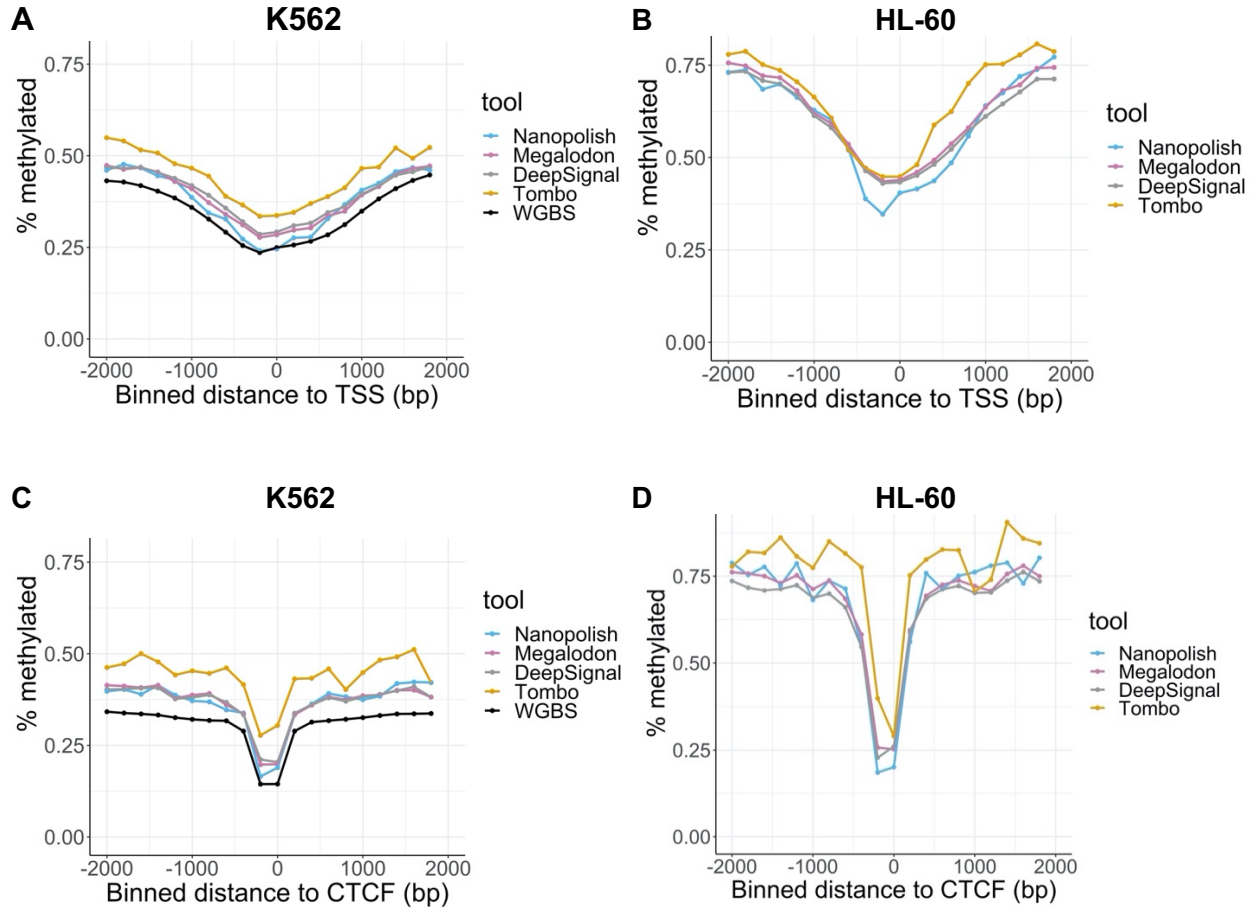 A
K562
% methylated
0.75
0.50
0.25
0.00
-2000
-1000
0
1000
2000
Binned distance to TSS (bp)
tool
Nanopolish
Megalodon
DeepSignal
Tombo
WGBS
B
HL-60
% methylated
0.75
0.50
0.25
0.00
-2000
-1000
0
1000
2000
Binned distance to TSS (bp)
tool
Nanopolish
Megalodon
DeepSignal
Tombo
C
K562
% methylated
0.75
0.50
0.25
0.00
-2000
-1000
0
1000
2000
Binned distance to CTCF (bp)
tool
Nanopolish
Megalodon
DeepSignal
Tombo
WGBS
D
HL-60
% methylated
0.75
0.50
0.25
0.00
-2000
-1000
0
1000
2000
Binned distance to CTCF (bp)
tool
Nanopolish
Megalodon
DeepSignal
Tombo